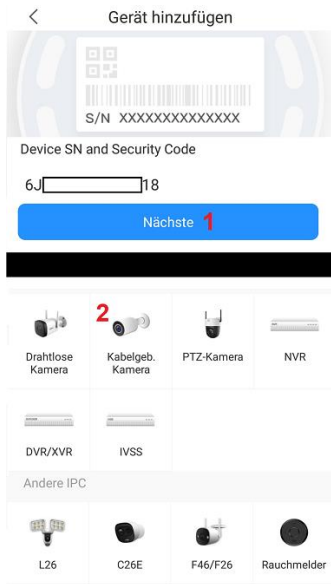 Gerät hinzufügen
S/N XXXXXXXXXXXXXX
Device SN and Security Code
6J 18
Nächste 1
2
Drahtlose Kamera
Kabelgeb. Kamera
PTZ-Kamera
NVR
DVR/XVR
IVSS
Andere IPC
L26
C26E
F46/F26
Rauchmelder